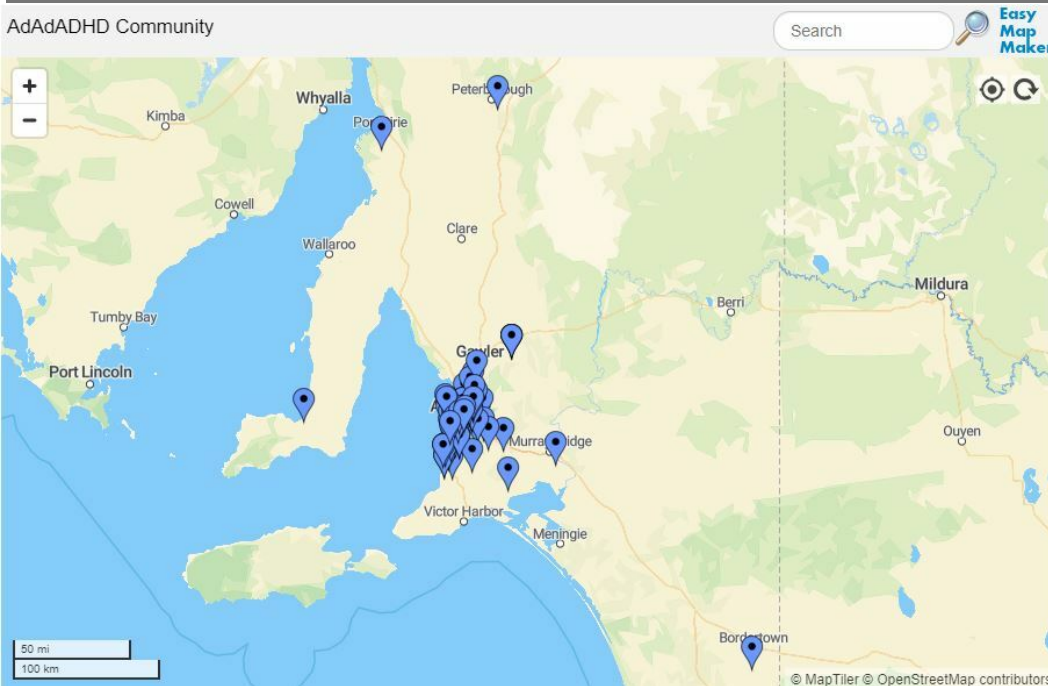 AdAdADHD Community
Search
Easy
Map
Maker
+
−
Whyalla
Kimba
Cowell
Wallaroo
Clare
Tumby Bay
Port Lincoln
Gawler
Berri
Mildura
Ouyen
Victor Harbor
Meningie
50 mi
100 km
© MapTiler © OpenStreetMap contributors